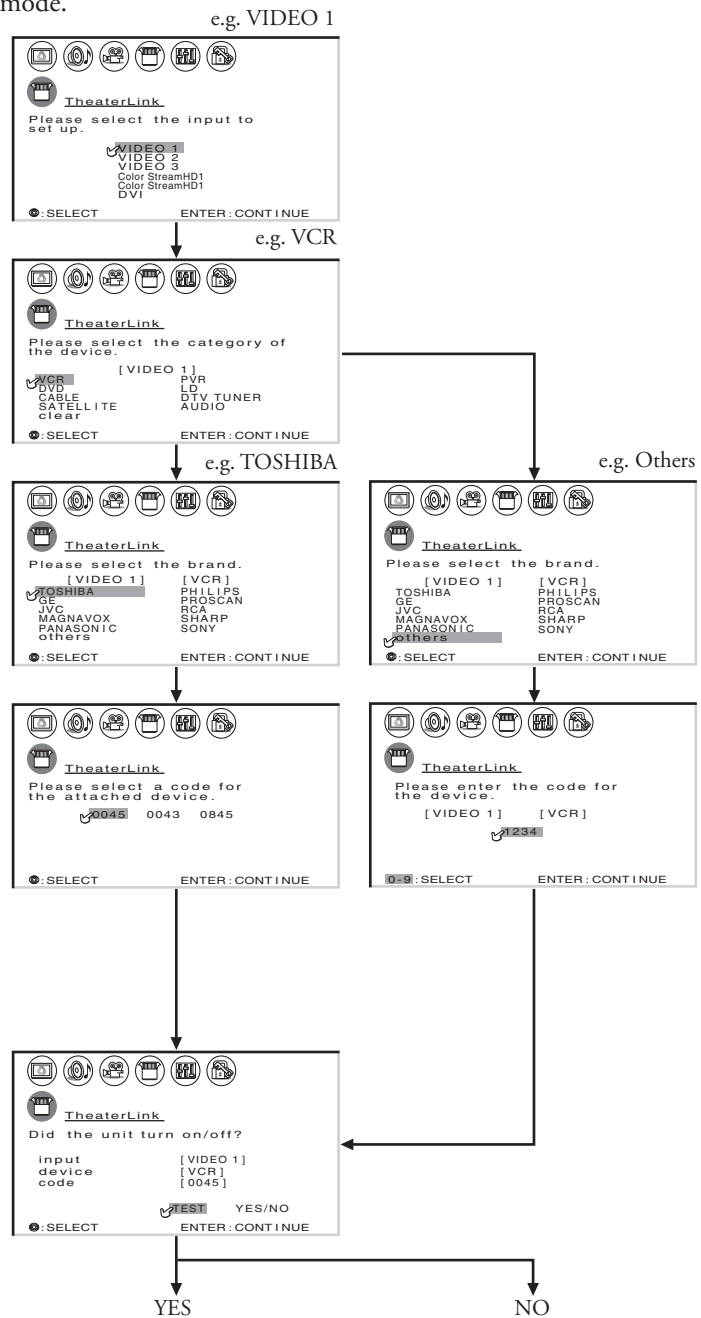 mode.
e.g. VIDEO 1
TheaterLink
Please select the input to
set up.
VIDEO 1
VIDEO 2
VIDEO 3
Color StreamHD1
Color StreamHD1
DVI
:SELECT ENTER:CONTINUE
e.g. VCR
TheaterLink
Please select the category of
the device.
[VIDEO 1]
VCR PVR
DVD LD
CABLE DTV TUNER
SATELLITE AUDIO
clear
:SELECT ENTER:CONTINUE
e.g. TOSHIBA
TheaterLink
Please select the brand.
[VIDEO 1] [VCR]
TOSHIBA PHILIPS
GE PROSCAN
JVC RCA
MAGNAVOX SHARP
PANASONIC SONY
others
:SELECT ENTER:CONTINUE
e.g. Others
TheaterLink
Please select the brand.
[VIDEO 1] [VCR]
TOSHIBA PHILIPS
GE PROSCAN
JVC RCA
MAGNAVOX SHARP
PANASONIC SONY
others
:SELECT ENTER:CONTINUE
TheaterLink
Please select a code for
the attached device.
0045 0043 0845
:SELECT ENTER:CONTINUE
TheaterLink
Please enter the code for
the device.
[VIDEO 1] [VCR]
1234
0-9:SELECT ENTER:CONTINUE
TheaterLink
Did the unit turn on/off?
input [VIDEO 1]
device [VCR]
code [0045]
TEST YES/NO
:SELECT ENTER:CONTINUE
YES NO